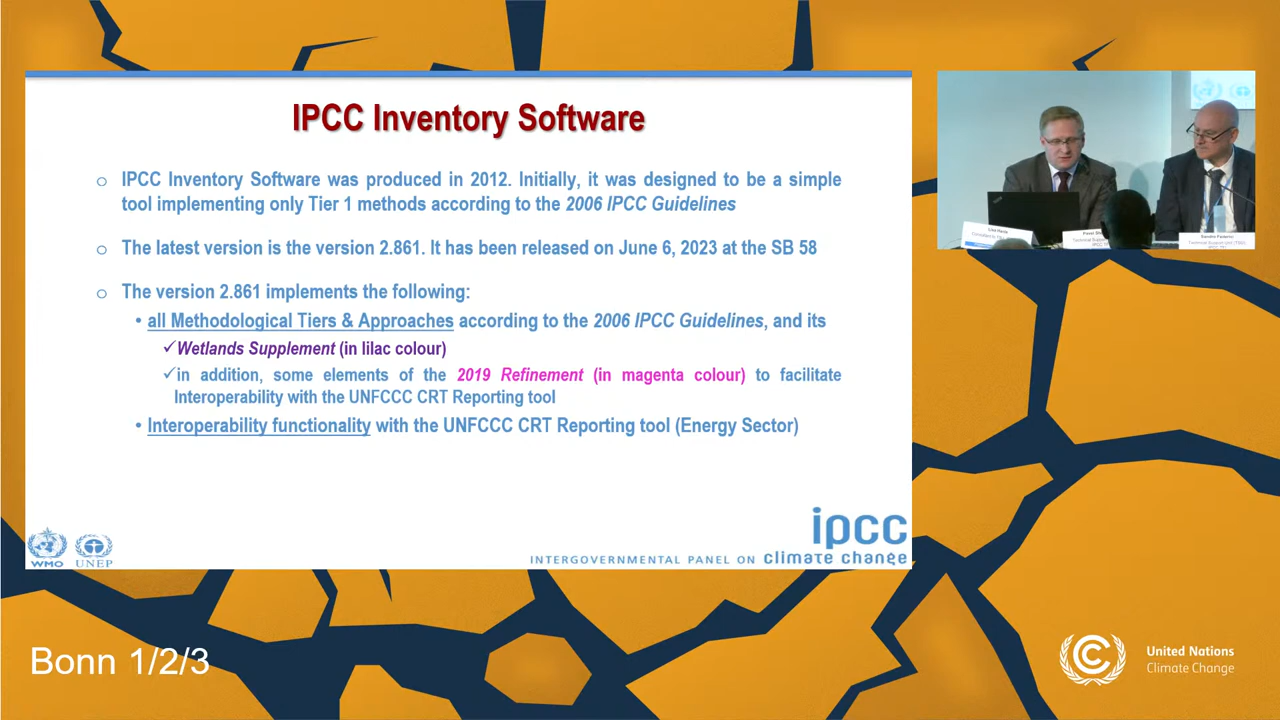 IPCC Inventory Software
o IPCC Inventory Software was produced in 2012. Initially, it was designed to be a simple
tool implementing only Tier 1 methods according to the 2006 IPCC Guidelines
o The latest version is the version 2.861. It has been released on June 6, 2023 at the SB 58
o The version 2.861 implements the following:
• all Methodological Tiers & Approaches according to the 2006 IPCC Guidelines, and its
✓Wetlands Supplement (in lilac colour)
✓in addition, some elements of the 2019 Refinement (in magenta colour) to facilitate
Interoperability with the UNFCCC CRT Reporting tool
• Interoperability functionality with the UNFCCC CRT Reporting tool (Energy Sector)
WMO
UNEP
ipcc
INTERGOVERNMENTAL PANEL ON climate change
Bonn 1/2/3
United Nations
Climate Change